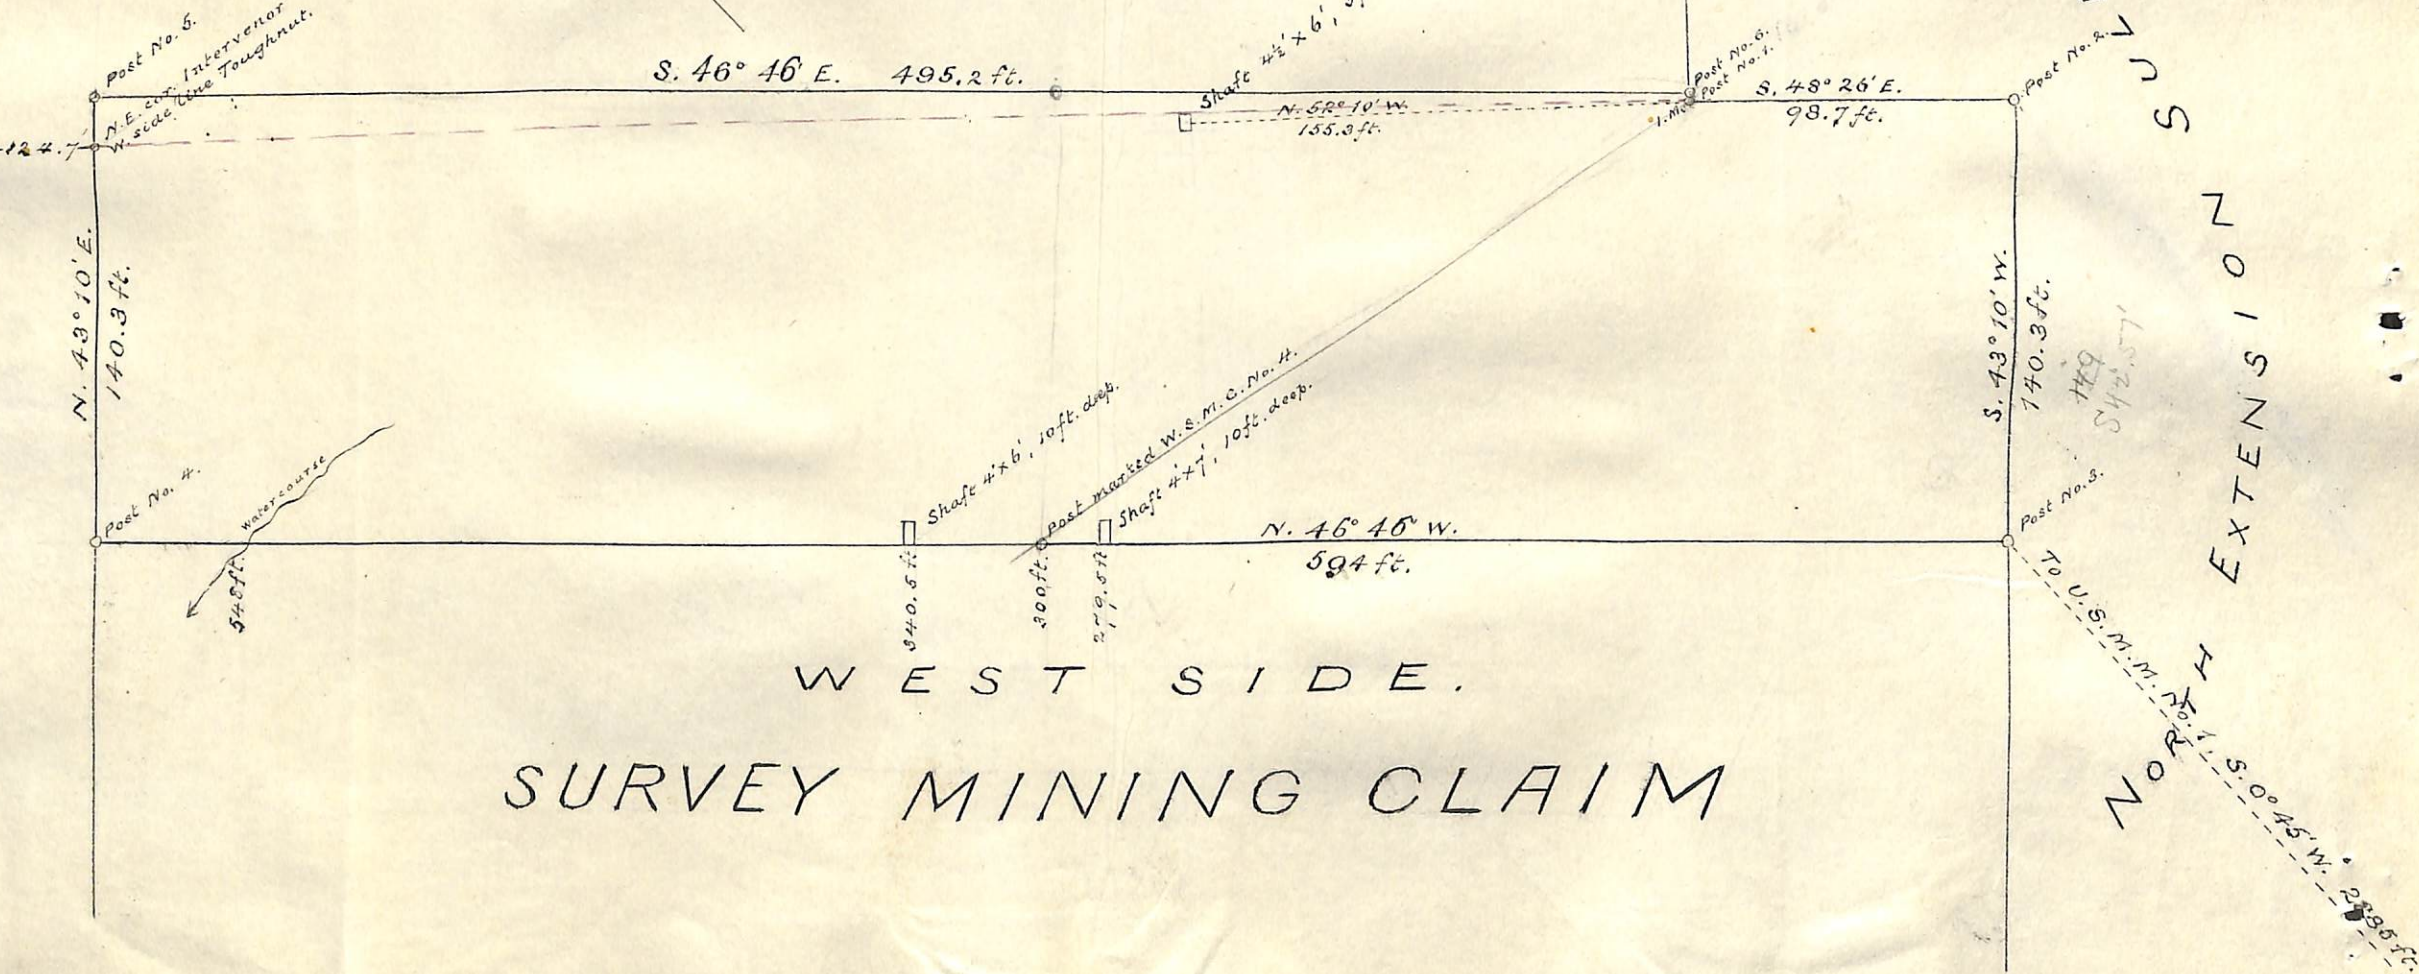 Post No. 5.
N.E. cor. Intervenor
W. side line Toughnut.
124.7
S. 46° 46' E. 495.2 ft.
Shaft 4½' x 6',
N. 52° 10' W.
155.3 ft.
Post No. 6.
Post No. 1.
S. 48° 26' E.
98.7 ft.
Post No. 2.
N. 43° 10' E.
140.3 ft.
S. 43° 10' W.
140.3 ft.
Post No. 4.
watercourse
548 ft.
Shaft 4' x 6', 10 ft. deep.
Post marked W.S.M.C. No. 4.
Shaft 4' x 7', 10 ft. deep.
340.5 ft.
300 ft.
279.5 ft
N. 46° 46' W.
594 ft.
Post No. 3.
To U.S.M.M. No. 1. S. 0° 45' W.
WEST SIDE.
SURVEY MINING CLAIM
NORTH EXTENSION SUR